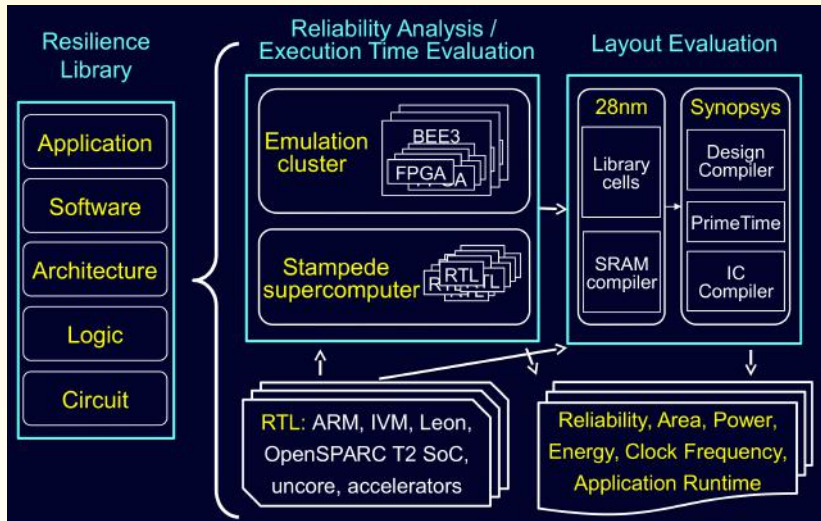 Resilience
Library
Application
Software
Architecture
Logic
Circuit
Reliability Analysis /
Execution Time Evaluation
Emulation
cluster
BEE3
FPGA
Stampede
supercomputer
RTL
Layout Evaluation
28nm
Library
cells
SRAM
compiler
Synopsys
Design
Compiler
PrimeTime
IC
Compiler
RTL: ARM, IVM, Leon,
OpenSPARC T2 SoC,
uncore, accelerators
Reliability, Area, Power,
Energy, Clock Frequency,
Application Runtime